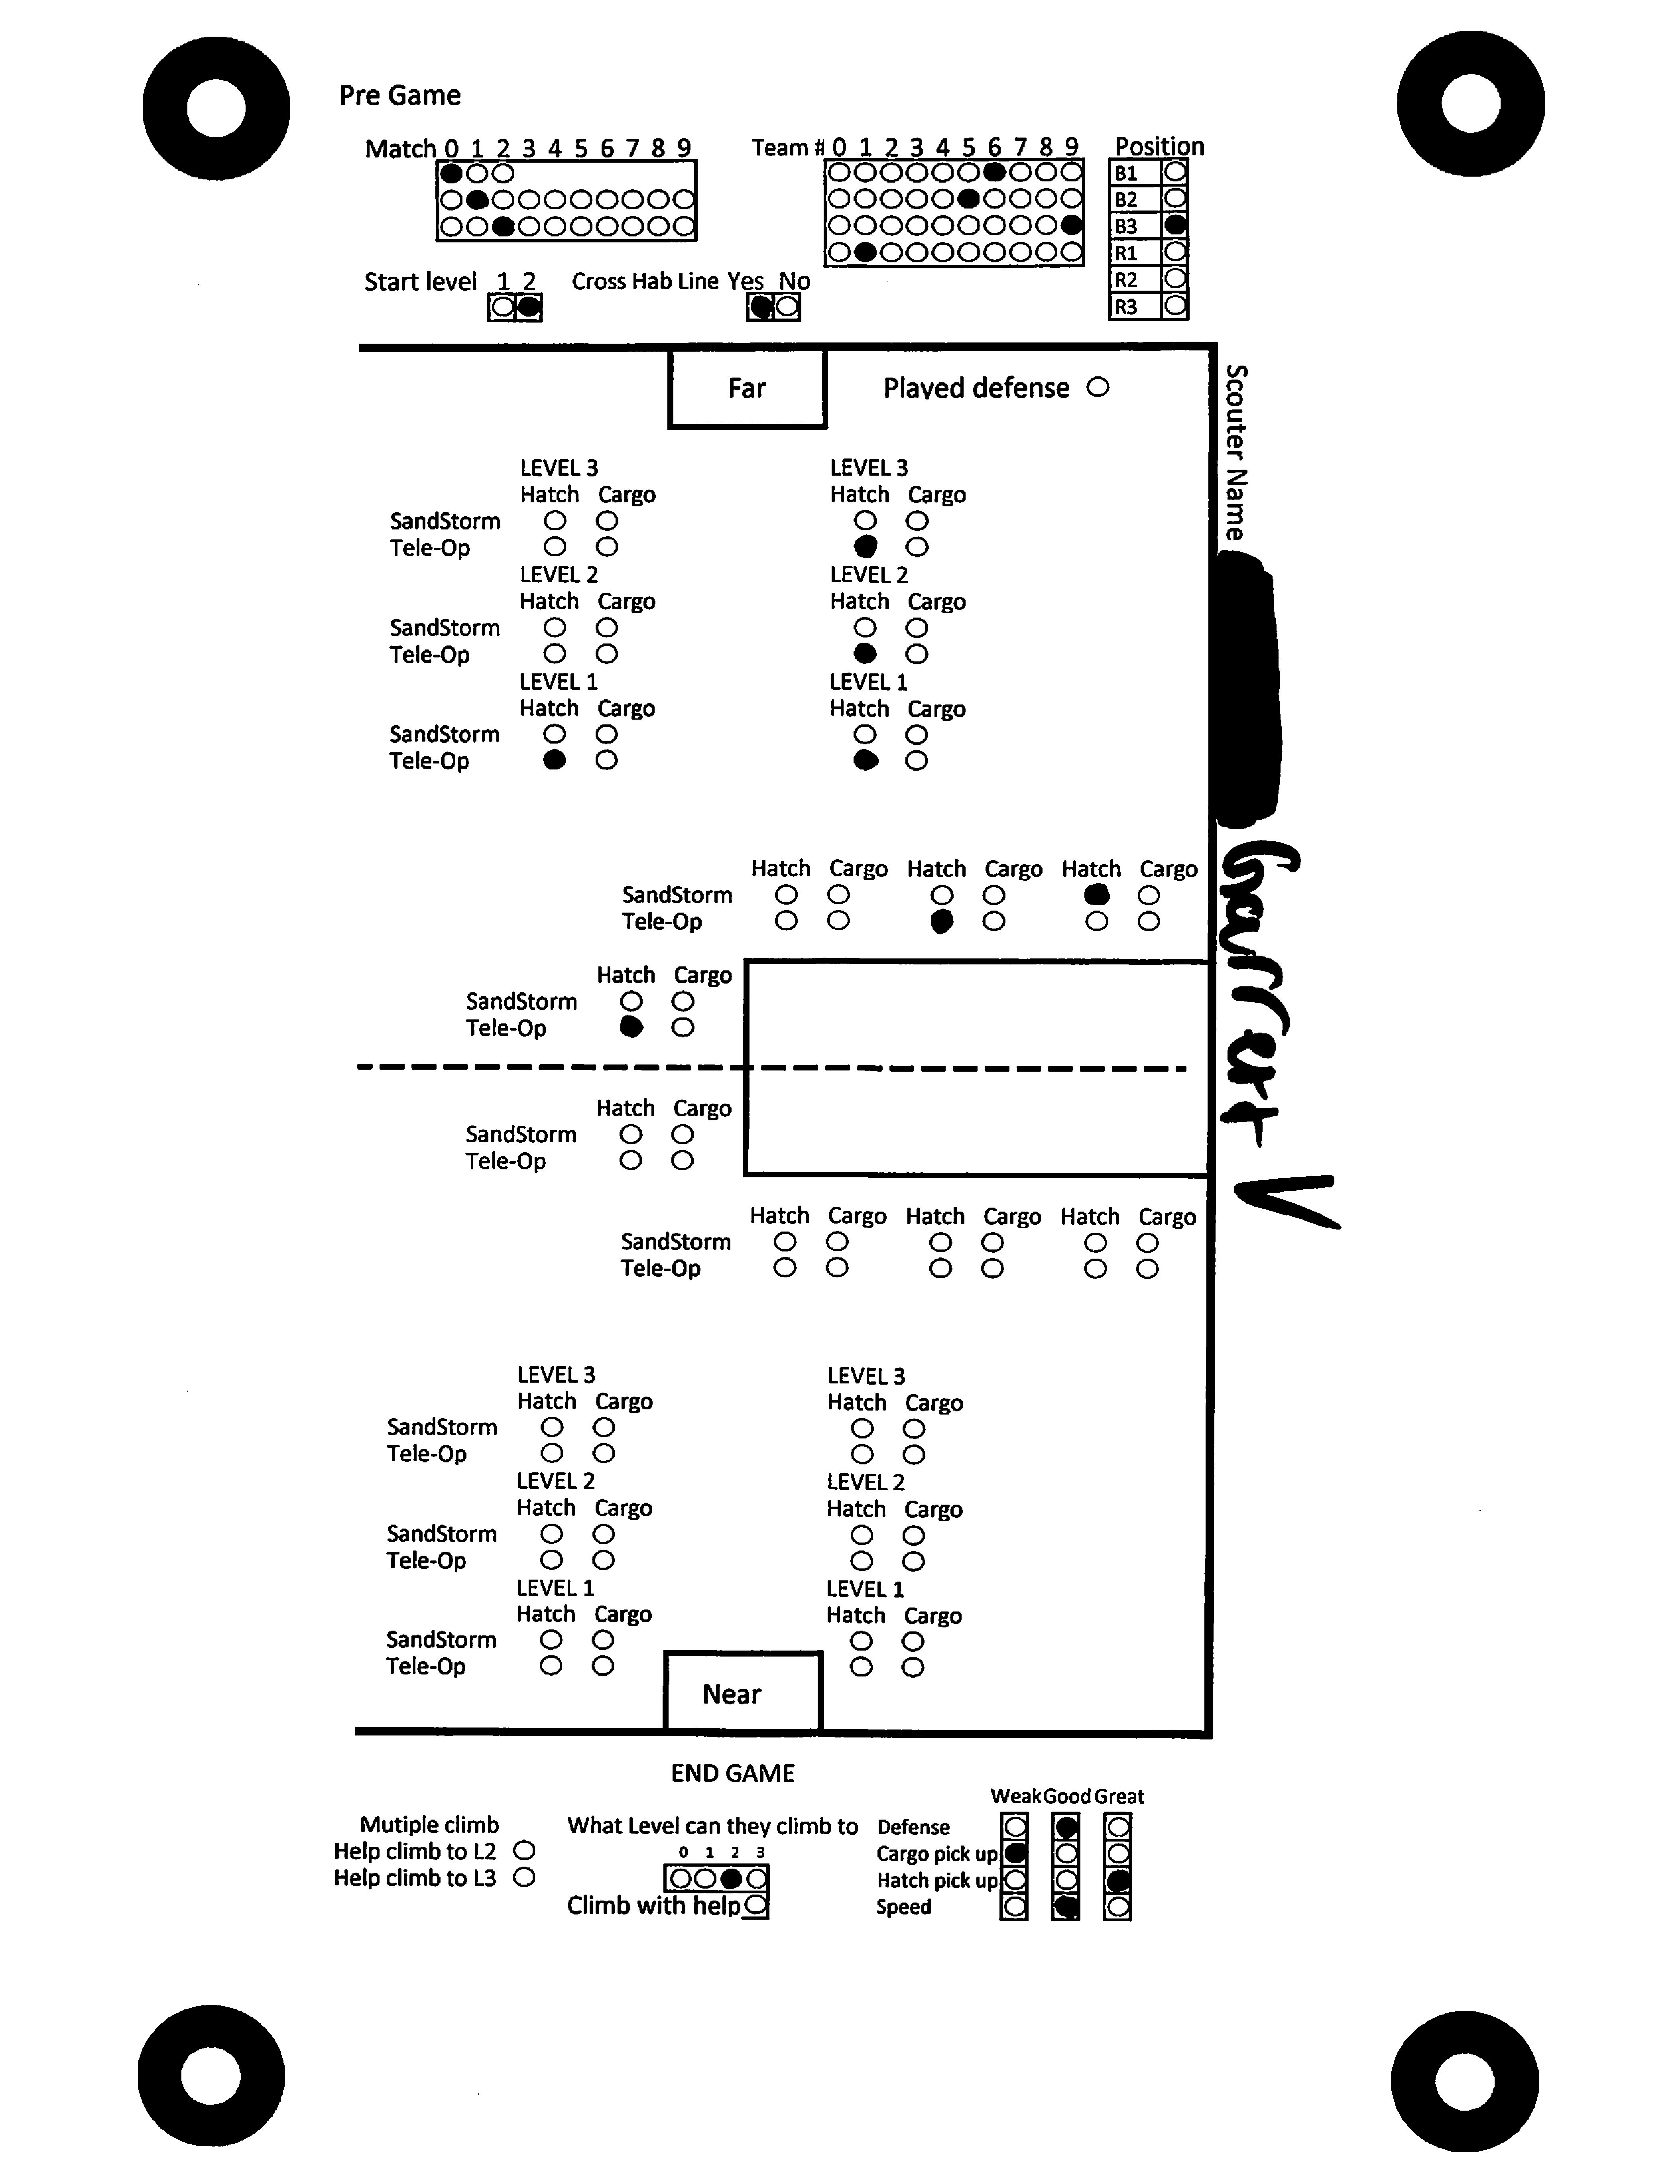 Pre Game
Match 0 1 2 3 4 5 6 7 8 9
Team # 0 1 2 3 4 5 6 7 8 9
Position
B1
B2
B3
R1
R2
R3
Start level 1 2
Cross Hab Line Yes No
Far
Played defense
Scouter Name
Garrert V
LEVEL 3 LEVEL 3
Hatch Cargo Hatch Cargo
SandStorm
Tele-Op
LEVEL 2 LEVEL 2
Hatch Cargo Hatch Cargo
SandStorm
Tele-Op
LEVEL 1 LEVEL 1
Hatch Cargo Hatch Cargo
SandStorm
Tele-Op
Hatch Cargo Hatch Cargo Hatch Cargo
SandStorm
Tele-Op
Hatch Cargo
SandStorm
Tele-Op
Hatch Cargo
SandStorm
Tele-Op
Hatch Cargo Hatch Cargo Hatch Cargo
SandStorm
Tele-Op
LEVEL 3 LEVEL 3
Hatch Cargo Hatch Cargo
SandStorm
Tele-Op
LEVEL 2 LEVEL 2
Hatch Cargo Hatch Cargo
SandStorm
Tele-Op
LEVEL 1 LEVEL 1
Hatch Cargo Hatch Cargo
SandStorm
Tele-Op
Near
END GAME
Mutiple climb
Help climb to L2
Help climb to L3
What Level can they climb to
0 1 2 3
Climb with help
Weak Good Great
Defense
Cargo pick up
Hatch pick up
Speed